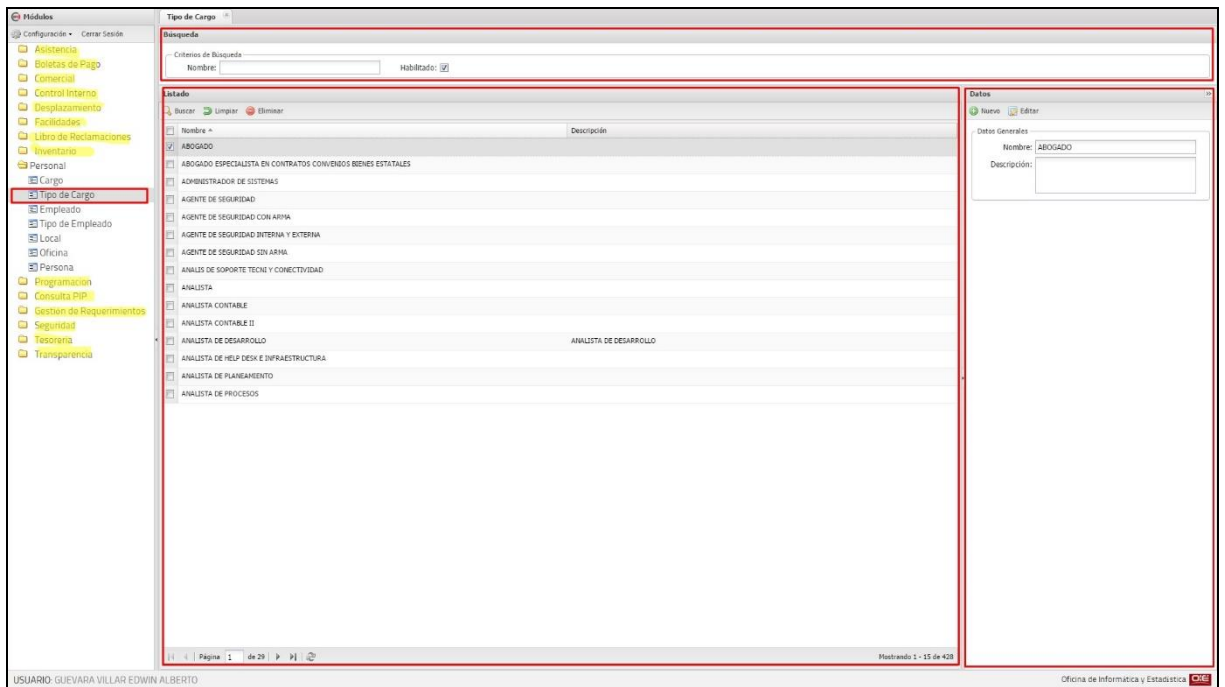 Módulos
Configuración Cerrar Sesión
Asistencia
Boletas de Pago
Comercial
Control Interno
Desplazamiento
Facilidades
Libro de Reclamaciones
Inventario
Personal
Cargo
Tipo de Cargo
Empleado
Tipo de Empleado
Local
Oficina
Persona
Programacion
Consulta PIP
Gestión de Requerimientos
Seguridad
Tesoreria
Transparencia
Tipo de Cargo
Búsqueda
Criterios de Búsqueda
Nombre: Habilitado:
Listado
Buscar Limpiar Eliminar
Nombre Descripción
ABOGADO
ABOGADO ESPECIALISTA EN CONTRATOS CONVENIOS BIENES ESTATALES
ADMINISTRADOR DE SISTEMAS
AGENTE DE SEGURIDAD
AGENTE DE SEGURIDAD CON ARMA
AGENTE DE SEGURIDAD INTERNA Y EXTERNA
AGENTE DE SEGURIDAD SIN ARMA
ANALIS DE SOPORTE TECNI Y CONECTIVIDAD
ANALISTA
ANALISTA CONTABLE
ANALISTA CONTABLE II
ANALISTA DE DESARROLLO ANALISTA DE DESARROLLO
ANALISTA DE HELP DESK E INFRAESTRUCTURA
ANALISTA DE PLANEAMIENTO
ANALISTA DE PROCESOS
Página 1 de 29 Mostrando 1 - 15 de 428
Datos
Nuevo Editar
Datos Generales
Nombre: ABOGADO
Descripción:
USUARIO: GUEVARA VILLAR EDWIN ALBERTO
Oficina de Informatica y Estadistica